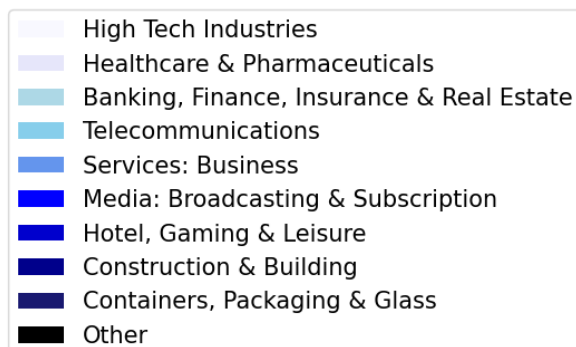 High Tech Industries
Healthcare & Pharmaceuticals
Banking, Finance, Insurance & Real Estate
Telecommunications
Services: Business
Media: Broadcasting & Subscription
Hotel, Gaming & Leisure
Construction & Building
Containers, Packaging & Glass
Other